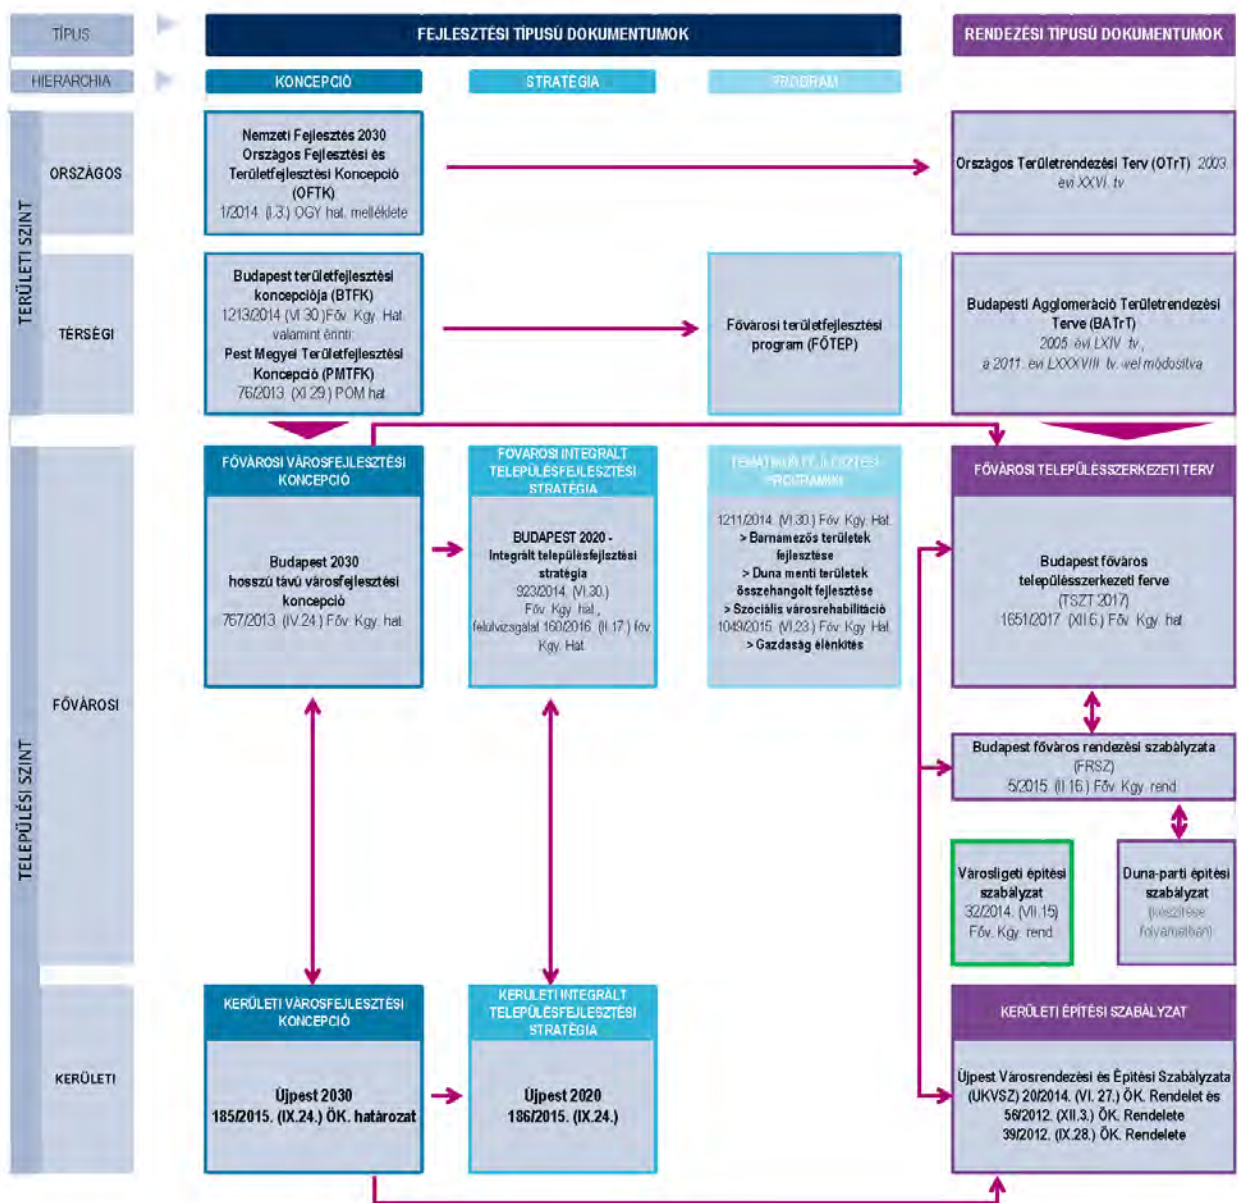 TÍPUS
FEJLESZTÉSI TÍPUSÚ DOKUMENTUMOK
RENDEZÉSI TÍPUSÚ DOKUMENTUMOK
HIERARCHIA
KONCEPCIÓ
STRATÉGIA
PROGRAM
TERÜLETI SZINT
ORSZÁGOS
Nemzeti Fejlesztés 2030
Országos Fejlesztési és
Területfejlesztési Koncepció
(OFTK)
1/2014. (I.3.) OGY hat. melléklete
Országos Területrendezési Terv (OTrT) 2003.
évi XXVI. tv
TÉRSÉGI
Budapest területfejlesztési
koncepciója (BTFK)
1213/2014 (VI.30.)Főv. Kgy. Hat.
valamint érinti:
Pest Megyei Területfejlesztési
Koncepció (PMTFK)
76/2013. (XI.29.) POM hat.
Fővárosi területfejlesztési
program (FŐTEP)
Budapesti Agglomeráció Területrendezési
Terve (BATrT)
2005. évi LXIV. tv.,
a 2011. évi LXXXVIII. tv. vel módosítva
TELEPÜLÉSI SZINT
FŐVÁROSI
FŐVÁROSI VÁROSFEJLESZTÉSI
KONCEPCIÓ
Budapest 2030
hosszú távú városfejlesztési
koncepció
767/2013. (IV.24.) Főv. Kgy. hat.
FŐVÁROSI INTEGRÁLT
TELEPÜLÉSFEJLESZTÉSI
STRATÉGIA
BUDAPEST 2020 -
Integrált településfejlsztési
stratégia
923/2014. (VI.30.)
Főv. Kgy. hat.,
felülvizsgálat 160/2016. (II.17.) föv.
Kgy. Hat.
TEMATIKUS FEJLESZTÉSI
PROGRAMOK
1211/2014. (VI.30.) Főv. Kgy. Hat.
> Barnamezős területek
fejlesztése
> Duna menti területek
összehangolt fejlesztése
> Szociális városrehabilitáció
1049/2015. (VI.23.) Főv. Kgy. Hat.
> Gazdaság élénkítés
FŐVÁROSI TELEPÜLÉSSZERKEZETI TERV
Budapest főváros
településszerkezeti ferve
(TSZT 2017)
1651/2017. (XII.6.) Főv. Kgy. hat.
Budapest főváros rendezési szabályzata
(FRSZ)
5/2015. (II.16.) Főv. Kgy. rend.
Városligeti építési
szabályzat
32/2014. (VII.15)
Főv. Kgy. rend.
Duna-parti építési
szabályzat
(készítése
folyamatban)
KERÜLETI
KERÜLETI VÁROSFEJLESZTÉSI
KONCEPCIÓ
Újpest 2030
185/2015. (IX.24.) ÖK. határozat
KERÜLETI INTEGRÁLT
TELEPÜLÉSFEJLESZTÉSI
STRATÉGIA
Újpest 2020
186/2015. (IX.24.)
KERÜLETI ÉPÍTÉSI SZABÁLYZAT
Újpest Városrendezési és Építési Szabályzata
(UKVSZ) 20/2014. (VI. 27.) ÖK. Rendelet és
56/2012. (XII.3.) ÖK. Rendelete
39/2012. (IX.28.) ÖK. Rendelete